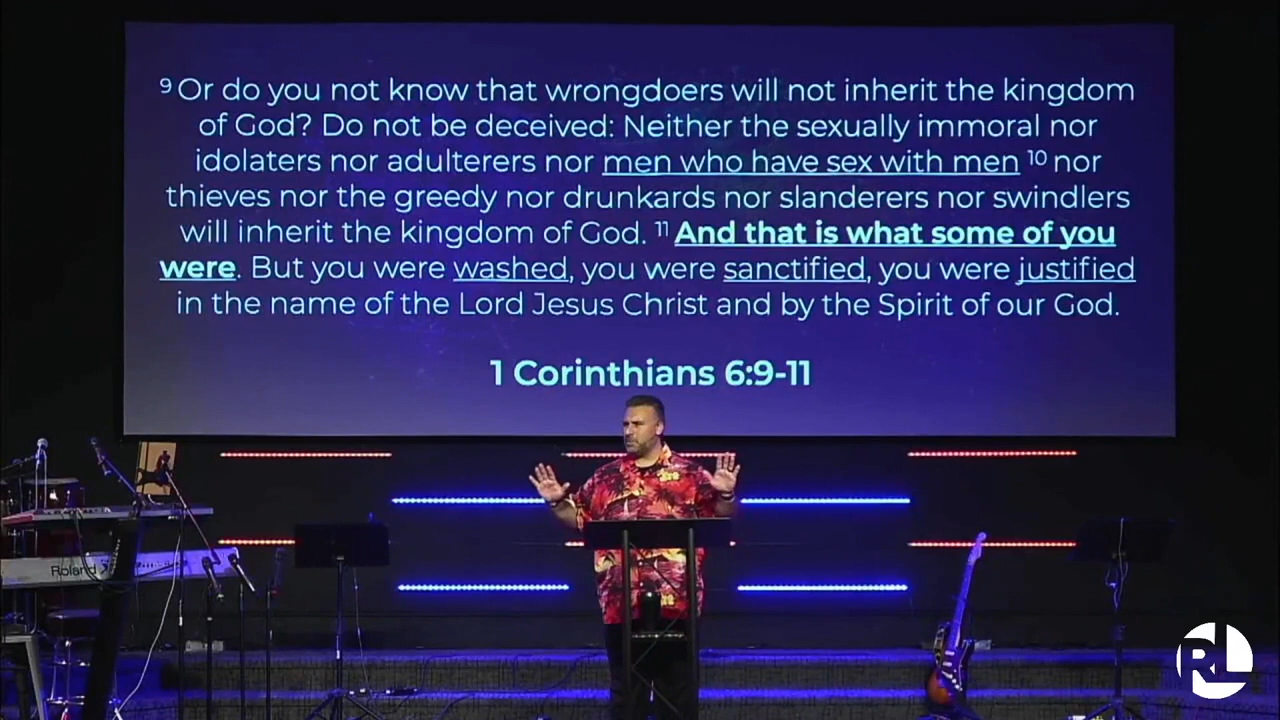 ⁹ Or do you not know that wrongdoers will not inherit the kingdom
of God? Do not be deceived: Neither the sexually immoral nor
idolaters nor adulterers nor men who have sex with men ¹⁰ nor
thieves nor the greedy nor drunkards nor slanderers nor swindlers
will inherit the kingdom of God. ¹¹ And that is what some of you
were. But you were washed, you were sanctified, you were justified
in the name of the Lord Jesus Christ and by the Spirit of our God.
1 Corinthians 6:9-11
Roland
RL